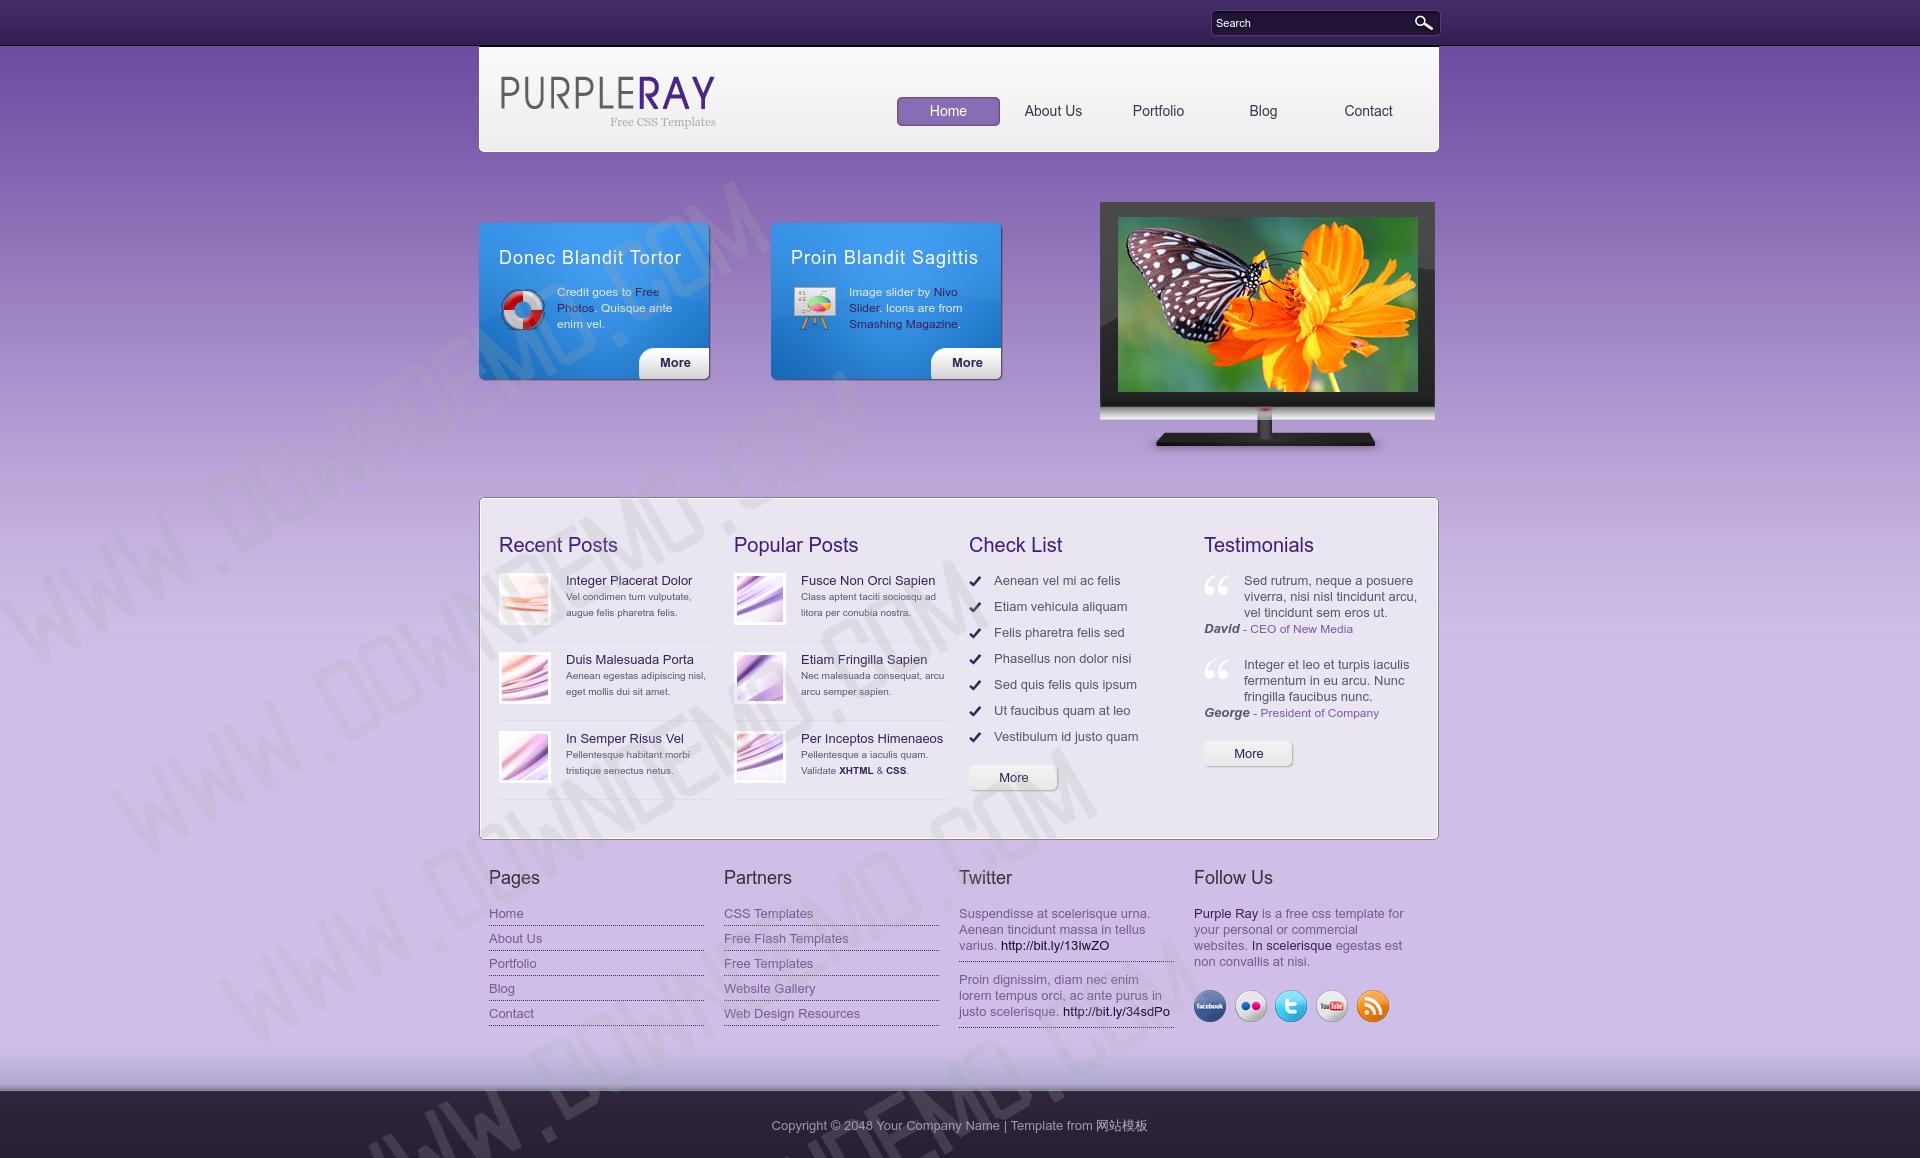 Search
PURPLERAY
Free CSS Templates
Home
About Us
Portfolio
Blog
Contact
Donec Blandit Tortor
Credit goes to Free
Photos. Quisque ante
enim vel.
More
Proin Blandit Sagittis
Image slider by Nivo
Slider. Icons are from
Smashing Magazine.
More
Recent Posts
Integer Placerat Dolor
Vel condimen tum vulputate,
augue felis pharetra felis.
Duis Malesuada Porta
Aenean egestas adipiscing nisl,
eget mollis dui sit amet.
In Semper Risus Vel
Pellentesque habitant morbi
tristique senectus netus.
Popular Posts
Fusce Non Orci Sapien
Class aptent taciti sociosqu ad
litora per conubia nostra.
Etiam Fringilla Sapien
Nec malesuada consequat, arcu
arcu semper sapien.
Per Inceptos Himenaeos
Pellentesque a iaculis quam.
Validate XHTML & CSS.
Check List
Aenean vel mi ac felis
Etiam vehicula aliquam
Felis pharetra felis sed
Phasellus non dolor nisi
Sed quis felis quis ipsum
Ut faucibus quam at leo
Vestibulum id justo quam
More
Testimonials
Sed rutrum, neque a posuere
viverra, nisi nisl tincidunt arcu,
vel tincidunt sem eros ut.
David - CEO of New Media
Integer et leo et turpis iaculis
fermentum in eu arcu. Nunc
fringilla faucibus nunc.
George - President of Company
More
Pages
Home
About Us
Portfolio
Blog
Contact
Partners
CSS Templates
Free Flash Templates
Free Templates
Website Gallery
Web Design Resources
Twitter
Suspendisse at scelerisque urna.
Aenean tincidunt massa in tellus
varius. http://bit.ly/13IwZO
Proin dignissim, diam nec enim
lorem tempus orci, ac ante purus in
justo scelerisque. http://bit.ly/34sdPo
Follow Us
Purple Ray is a free css template for
your personal or commercial
websites. In scelerisque egestas est
non convallis at nisi.
facebook
You Tube
Copyright © 2048 Your Company Name | Template from 网站模板
WWW.DOWNDEMO.COM
WWW.DOWNDEMO.COM
WWW.DOWNDEMO.COM
WWW.DOWNDEMO.COM